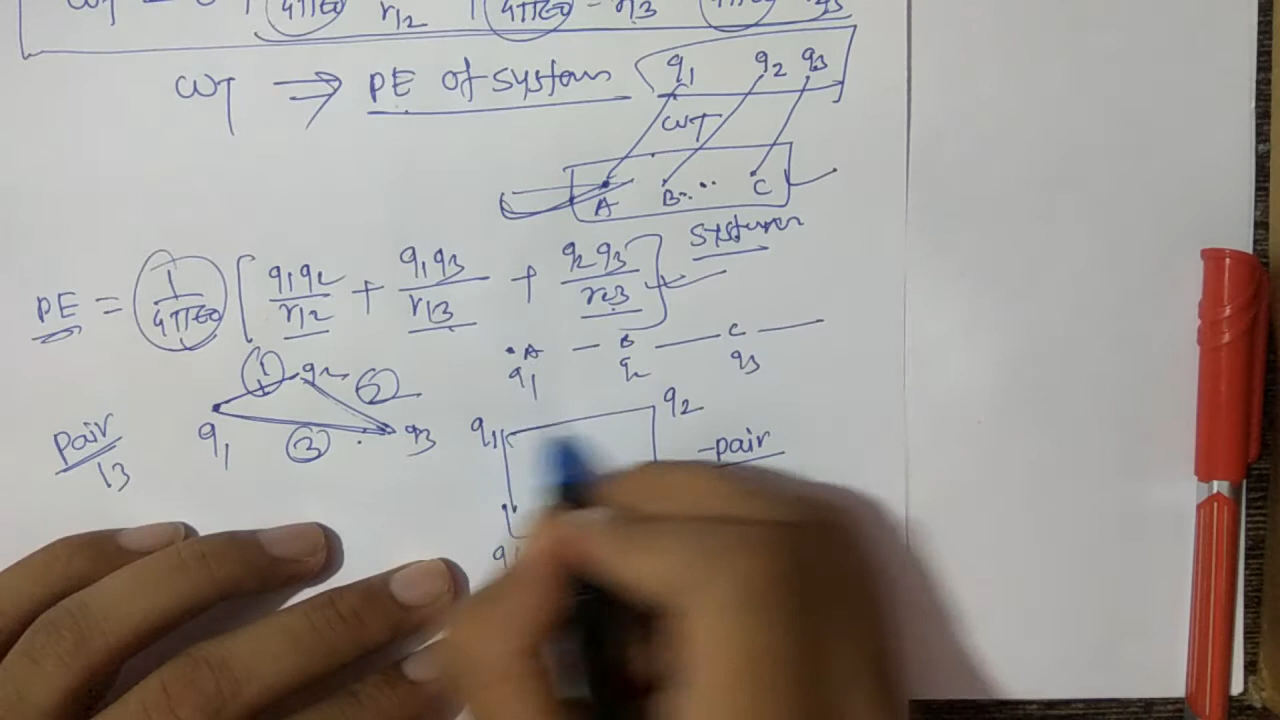 WT ⇒ PE of system q1 q2 q3
WT
A B C
system
PE = 1/4πε0 [ q1q2/r12 + q1q3/r13 + q2q3/r23 ]
A — B — C —
q1 q2 q3
1 q2 2
q1 3 q3
pair
13
q1 q2
-pair
q